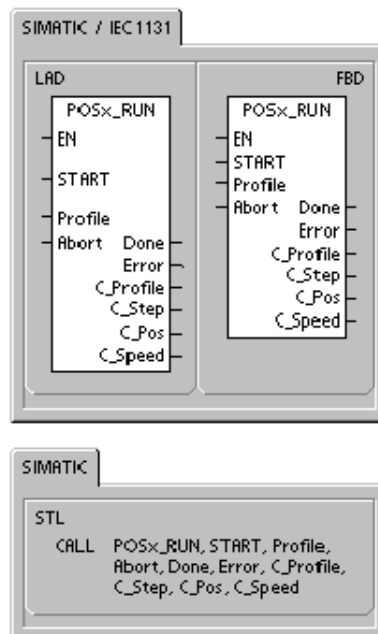 SIMATIC / IEC1131
LAD
POSx_RUN
EN
START
Profile
Abort Done
Error
C_Profile
C_Step
C_Pos
C_Speed
FBD
POSx_RUN
EN
START
Profile
Abort Done
Error
C_Profile
C_Step
C_Pos
C_Speed
SIMATIC
STL
CALL POSx_RUN, START, Profile,
Abort, Done, Error, C_Profile,
C_Step, C_Pos, C_Speed